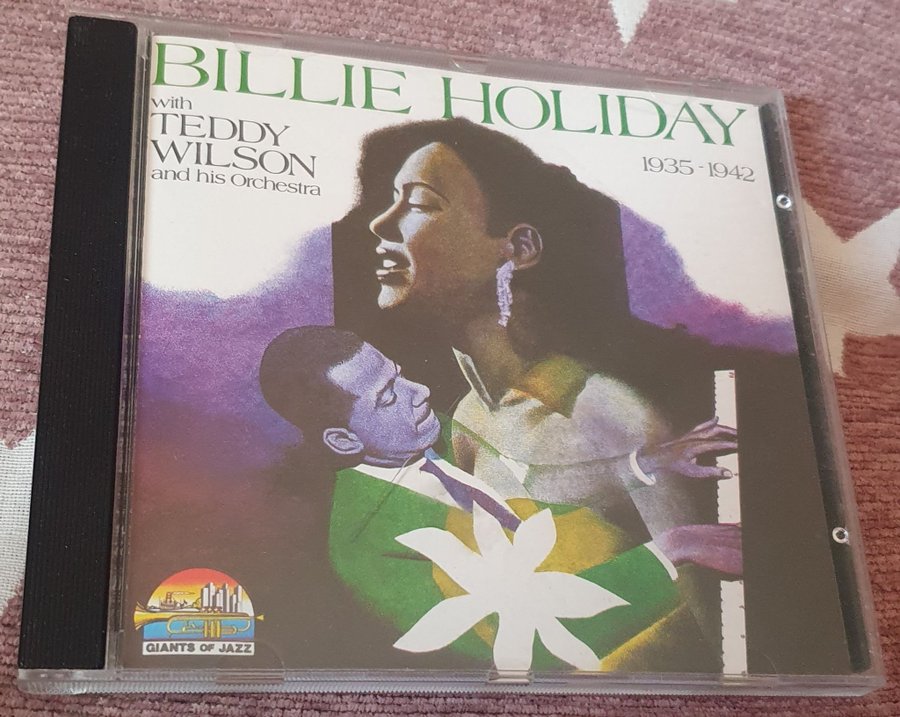 BILLIE HOLIDAY
with
TEDDY
WILSON
and his Orchestra
1935-1942
GIANTS OF JAZZ